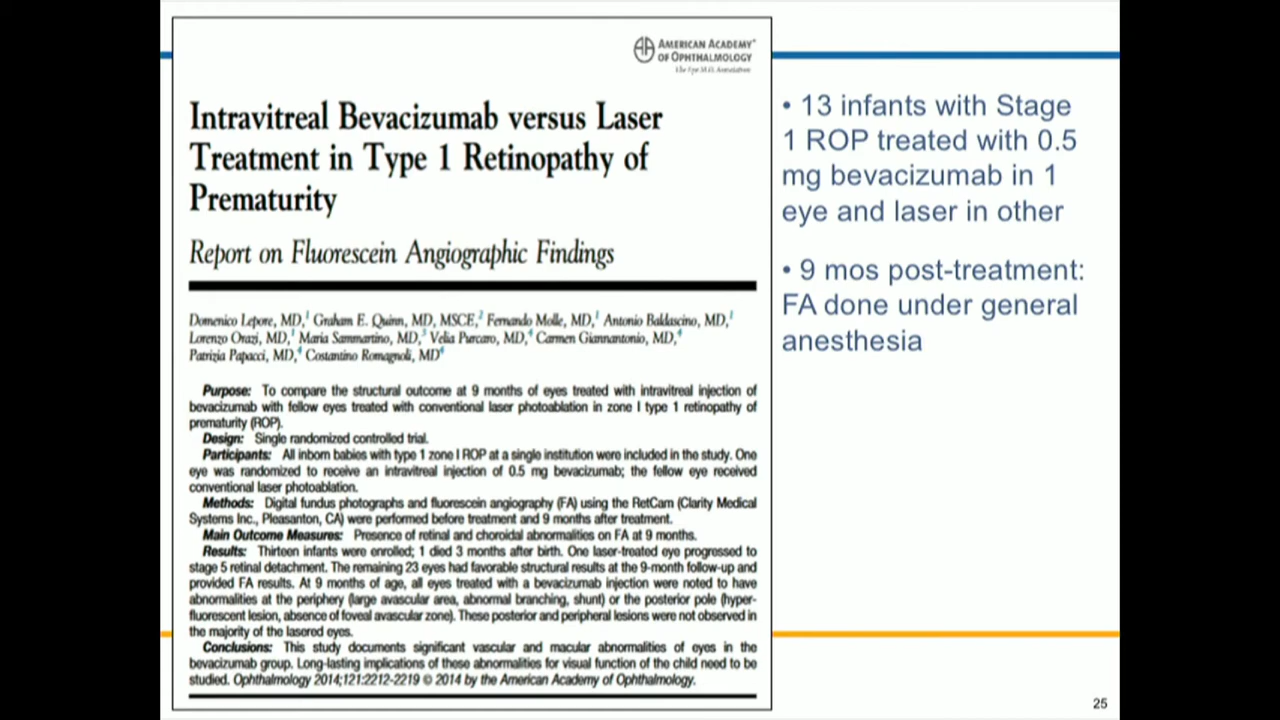 AMERICAN ACADEMY
OF OPHTHALMOLOGY
The Eye M.D. Association
Intravitreal Bevacizumab versus Laser
Treatment in Type 1 Retinopathy of
Prematurity
Report on Fluorescein Angiographic Findings
Domenico Lepore, MD,1 Graham E. Quinn, MD, MSCE,2 Fernando Molle, MD,1 Antonio Baldascino, MD,1
Lorenzo Orazi, MD,1 Maria Sammartino, MD,3 Velia Purcaro, MD,4 Carmen Giannantonio, MD,4
Patrizia Papacci, MD,4 Costantino Romagnoli, MD4
Purpose: To compare the structural outcome at 9 months of eyes treated with intravitreal injection of
bevacizumab with fellow eyes treated with conventional laser photoablation in zone I type 1 retinopathy of
prematurity (ROP).
Design: Single randomized controlled trial.
Participants: All inborn babies with type 1 zone I ROP at a single institution were included in the study. One
eye was randomized to receive an intravitreal injection of 0.5 mg bevacizumab; the fellow eye received
conventional laser photoablation.
Methods: Digital fundus photographs and fluorescein angiography (FA) using the RetCam (Clarity Medical
Systems Inc., Pleasanton, CA) were performed before treatment and 9 months after treatment.
Main Outcome Measures: Presence of retinal and choroidal abnormalities on FA at 9 months.
Results: Thirteen infants were enrolled; 1 died 3 months after birth. One laser-treated eye progressed to
stage 5 retinal detachment. The remaining 23 eyes had favorable structural results at the 9-month follow-up and
provided FA results. At 9 months of age, all eyes treated with a bevacizumab injection were noted to have
abnormalities at the periphery (large avascular area, abnormal branching, shunt) or the posterior pole (hyper-
fluorescent lesion, absence of foveal avascular zone). These posterior and peripheral lesions were not observed in
the majority of the lasered eyes.
Conclusions: This study documents significant vascular and macular abnormalities of eyes in the
bevacizumab group. Long-lasting implications of these abnormalities for visual function of the child need to be
studied. Ophthalmology 2014;121:2212-2219 © 2014 by the American Academy of Ophthalmology.
• 13 infants with Stage
1 ROP treated with 0.5
mg bevacizumab in 1
eye and laser in other
• 9 mos post-treatment:
FA done under general
anesthesia
25